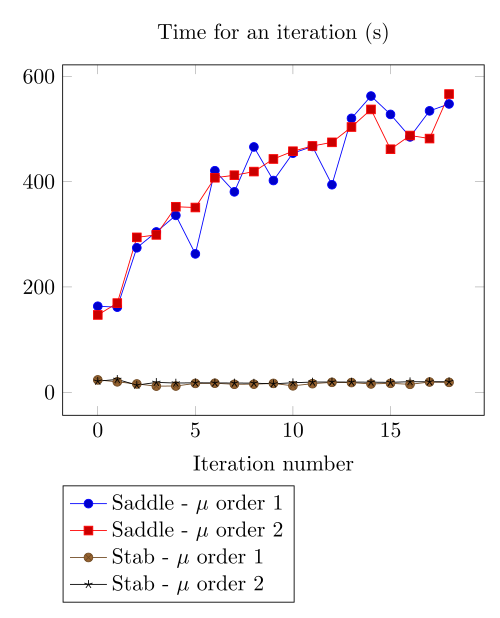 Time for an iteration (s)
600
400
200
0
0 5 10 15
Iteration number
Saddle - μ order 1
Saddle - μ order 2
Stab - μ order 1
Stab - μ order 2